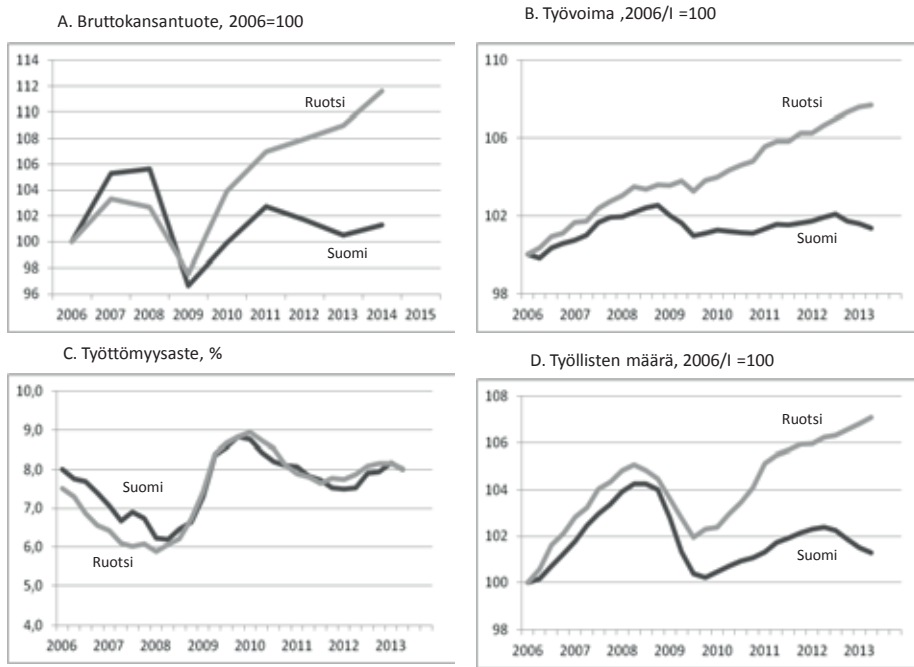 A. Bruttokansantuote, 2006=100
114
112
110
108
106
104
102
100
98
96
Ruotsi
Suomi
2006 2007 2008 2009 2010 2011 2012 2013 2014 2015
B. Työvoima ,2006/I =100
110
106
102
98
Ruotsi
Suomi
2006 2007 2008 2009 2010 2011 2012 2013
C. Työttömyysaste, %
10,0
9,0
8,0
7,0
6,0
5,0
4,0
Suomi
Ruotsi
2006 2007 2008 2009 2010 2011 2012 2013
D. Työllisten määrä, 2006/I =100
108
106
104
102
100
98
Ruotsi
Suomi
2006 2007 2008 2009 2010 2011 2012 2013